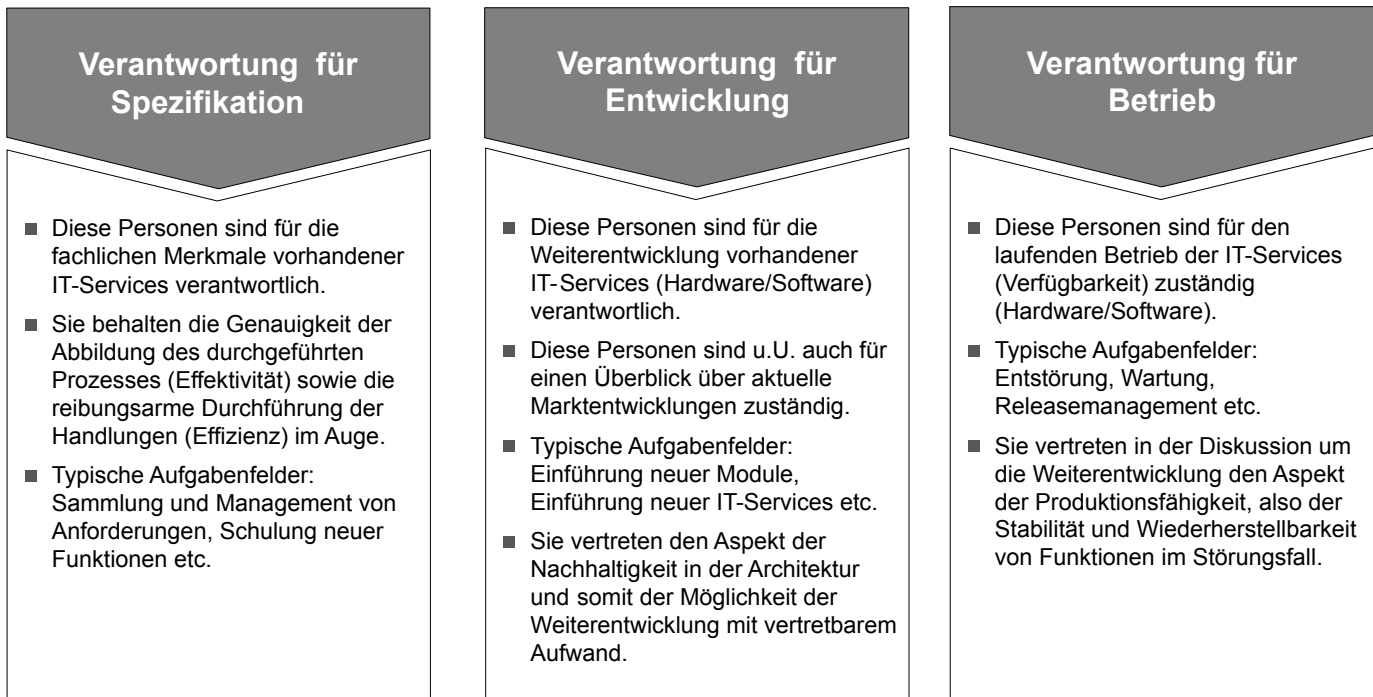 Verantwortung für
Spezifikation
Diese Personen sind für die
fachlichen Merkmale vorhandener
IT-Services verantwortlich.
Sie behalten die Genauigkeit der
Abbildung des durchgeführten
Prozesses (Effektivität) sowie die
reibungsarme Durchführung der
Handlungen (Effizienz) im Auge.
Typische Aufgabenfelder:
Sammlung und Management von
Anforderungen, Schulung neuer
Funktionen etc.
Verantwortung für
Entwicklung
Diese Personen sind für die
Weiterentwicklung vorhandener
IT-Services (Hardware/Software)
verantwortlich.
Diese Personen sind u.U. auch für
einen Überblick über aktuelle
Marktentwicklungen zuständig.
Typische Aufgabenfelder:
Einführung neuer Module,
Einführung neuer IT-Services etc.
Sie vertreten den Aspekt der
Nachhaltigkeit in der Architektur
und somit der Möglichkeit der
Weiterentwicklung mit vertretbarem
Aufwand.
Verantwortung für
Betrieb
Diese Personen sind für den
laufenden Betrieb der IT-Services
(Verfügbarkeit) zuständig
(Hardware/Software).
Typische Aufgabenfelder:
Entstörung, Wartung,
Releasemanagement etc.
Sie vertreten in der Diskussion um
die Weiterentwicklung den Aspekt
der Produktionsfähigkeit, also der
Stabilität und Wiederherstellbarkeit
von Funktionen im Störungsfall.